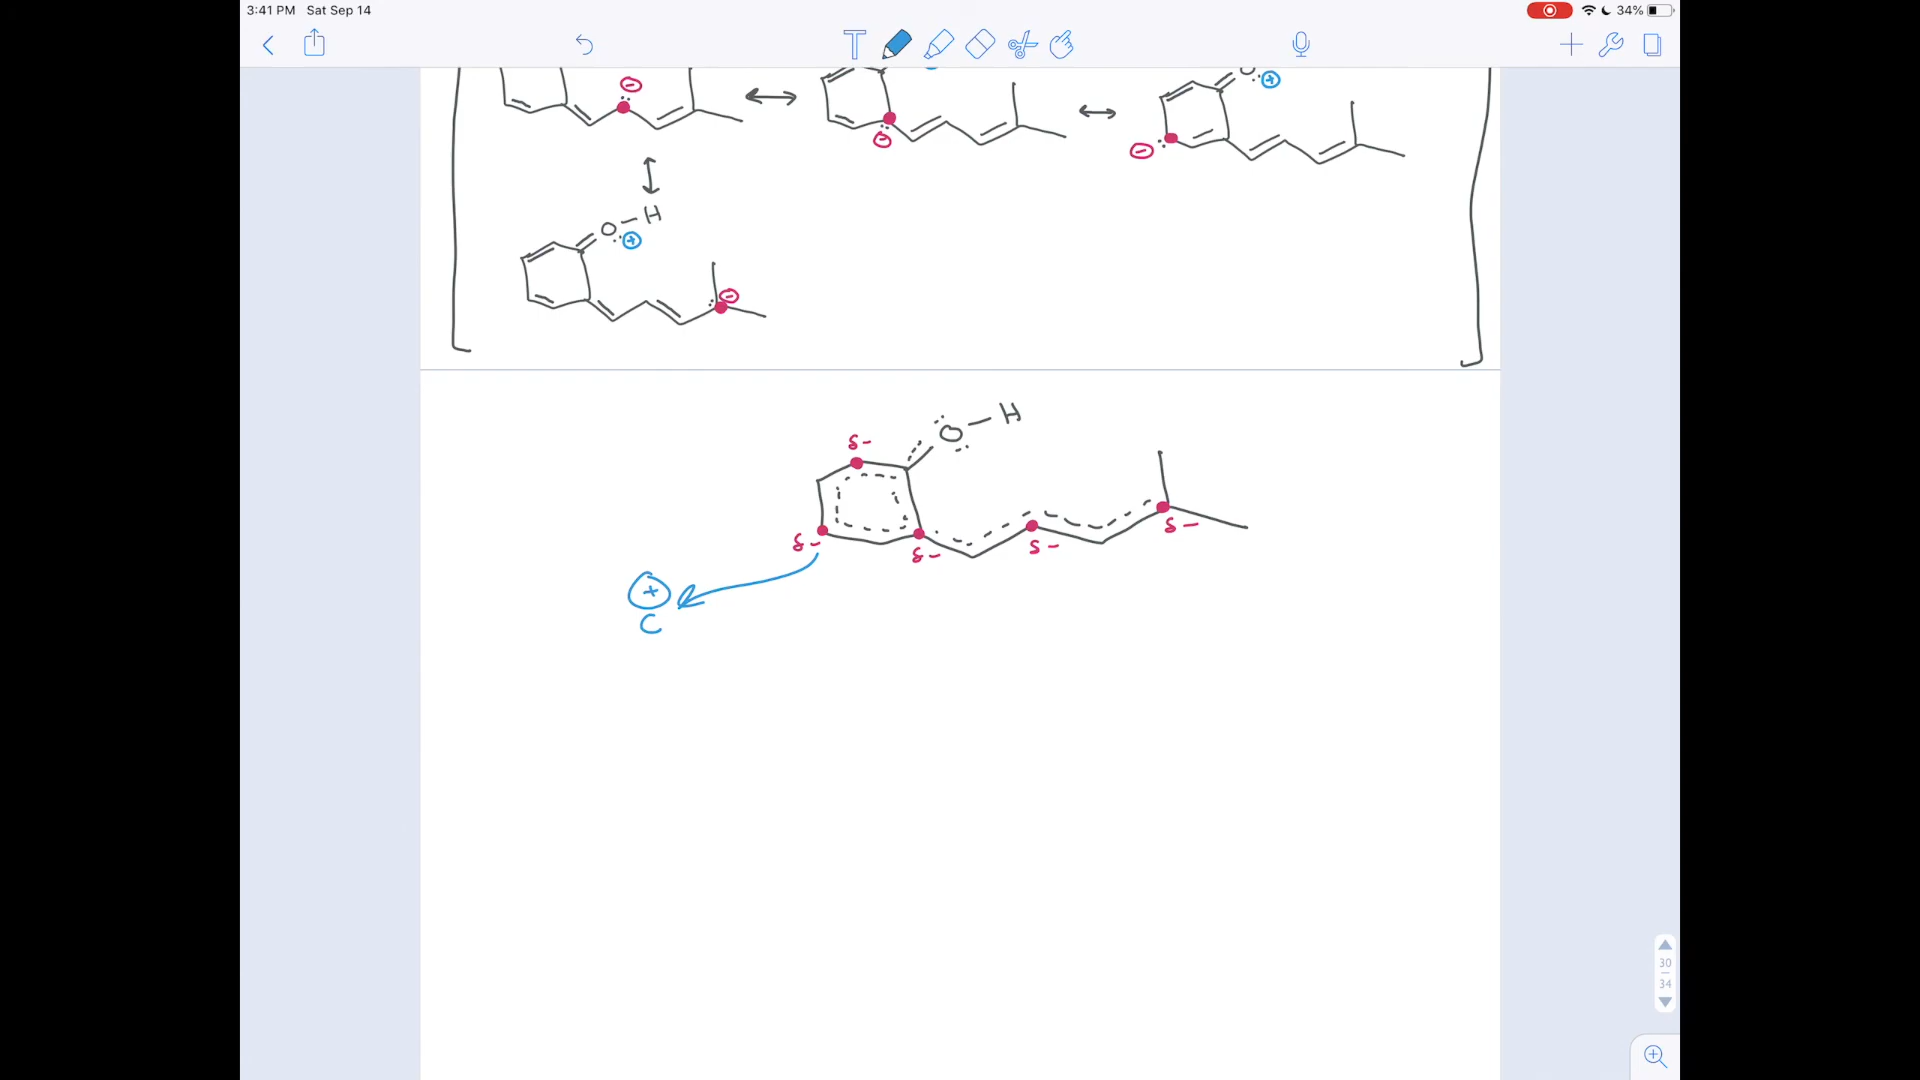 3:41 PM Sat Sep 14
34%
T
⊖
⊖
O: ⊕
⊖
O – H
⊕
⊖
O – H
δ-
δ-
δ-
δ-
δ-
+
C
30
34